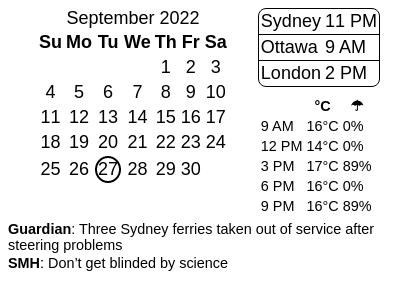 September 2022
Su Mo Tu We Th Fr Sa
1 2 3
4 5 6 7 8 9 10
11 12 13 14 15 16 17
18 19 20 21 22 23 24
25 26 27 28 29 30
Sydney 11 PM
Ottawa 9 AM
London 2 PM
°C ☂
9 AM 16°C 0%
12 PM 14°C 0%
3 PM 17°C 89%
6 PM 16°C 0%
9 PM 16°C 89%
Guardian: Three Sydney ferries taken out of service after
steering problems
SMH: Don’t get blinded by science